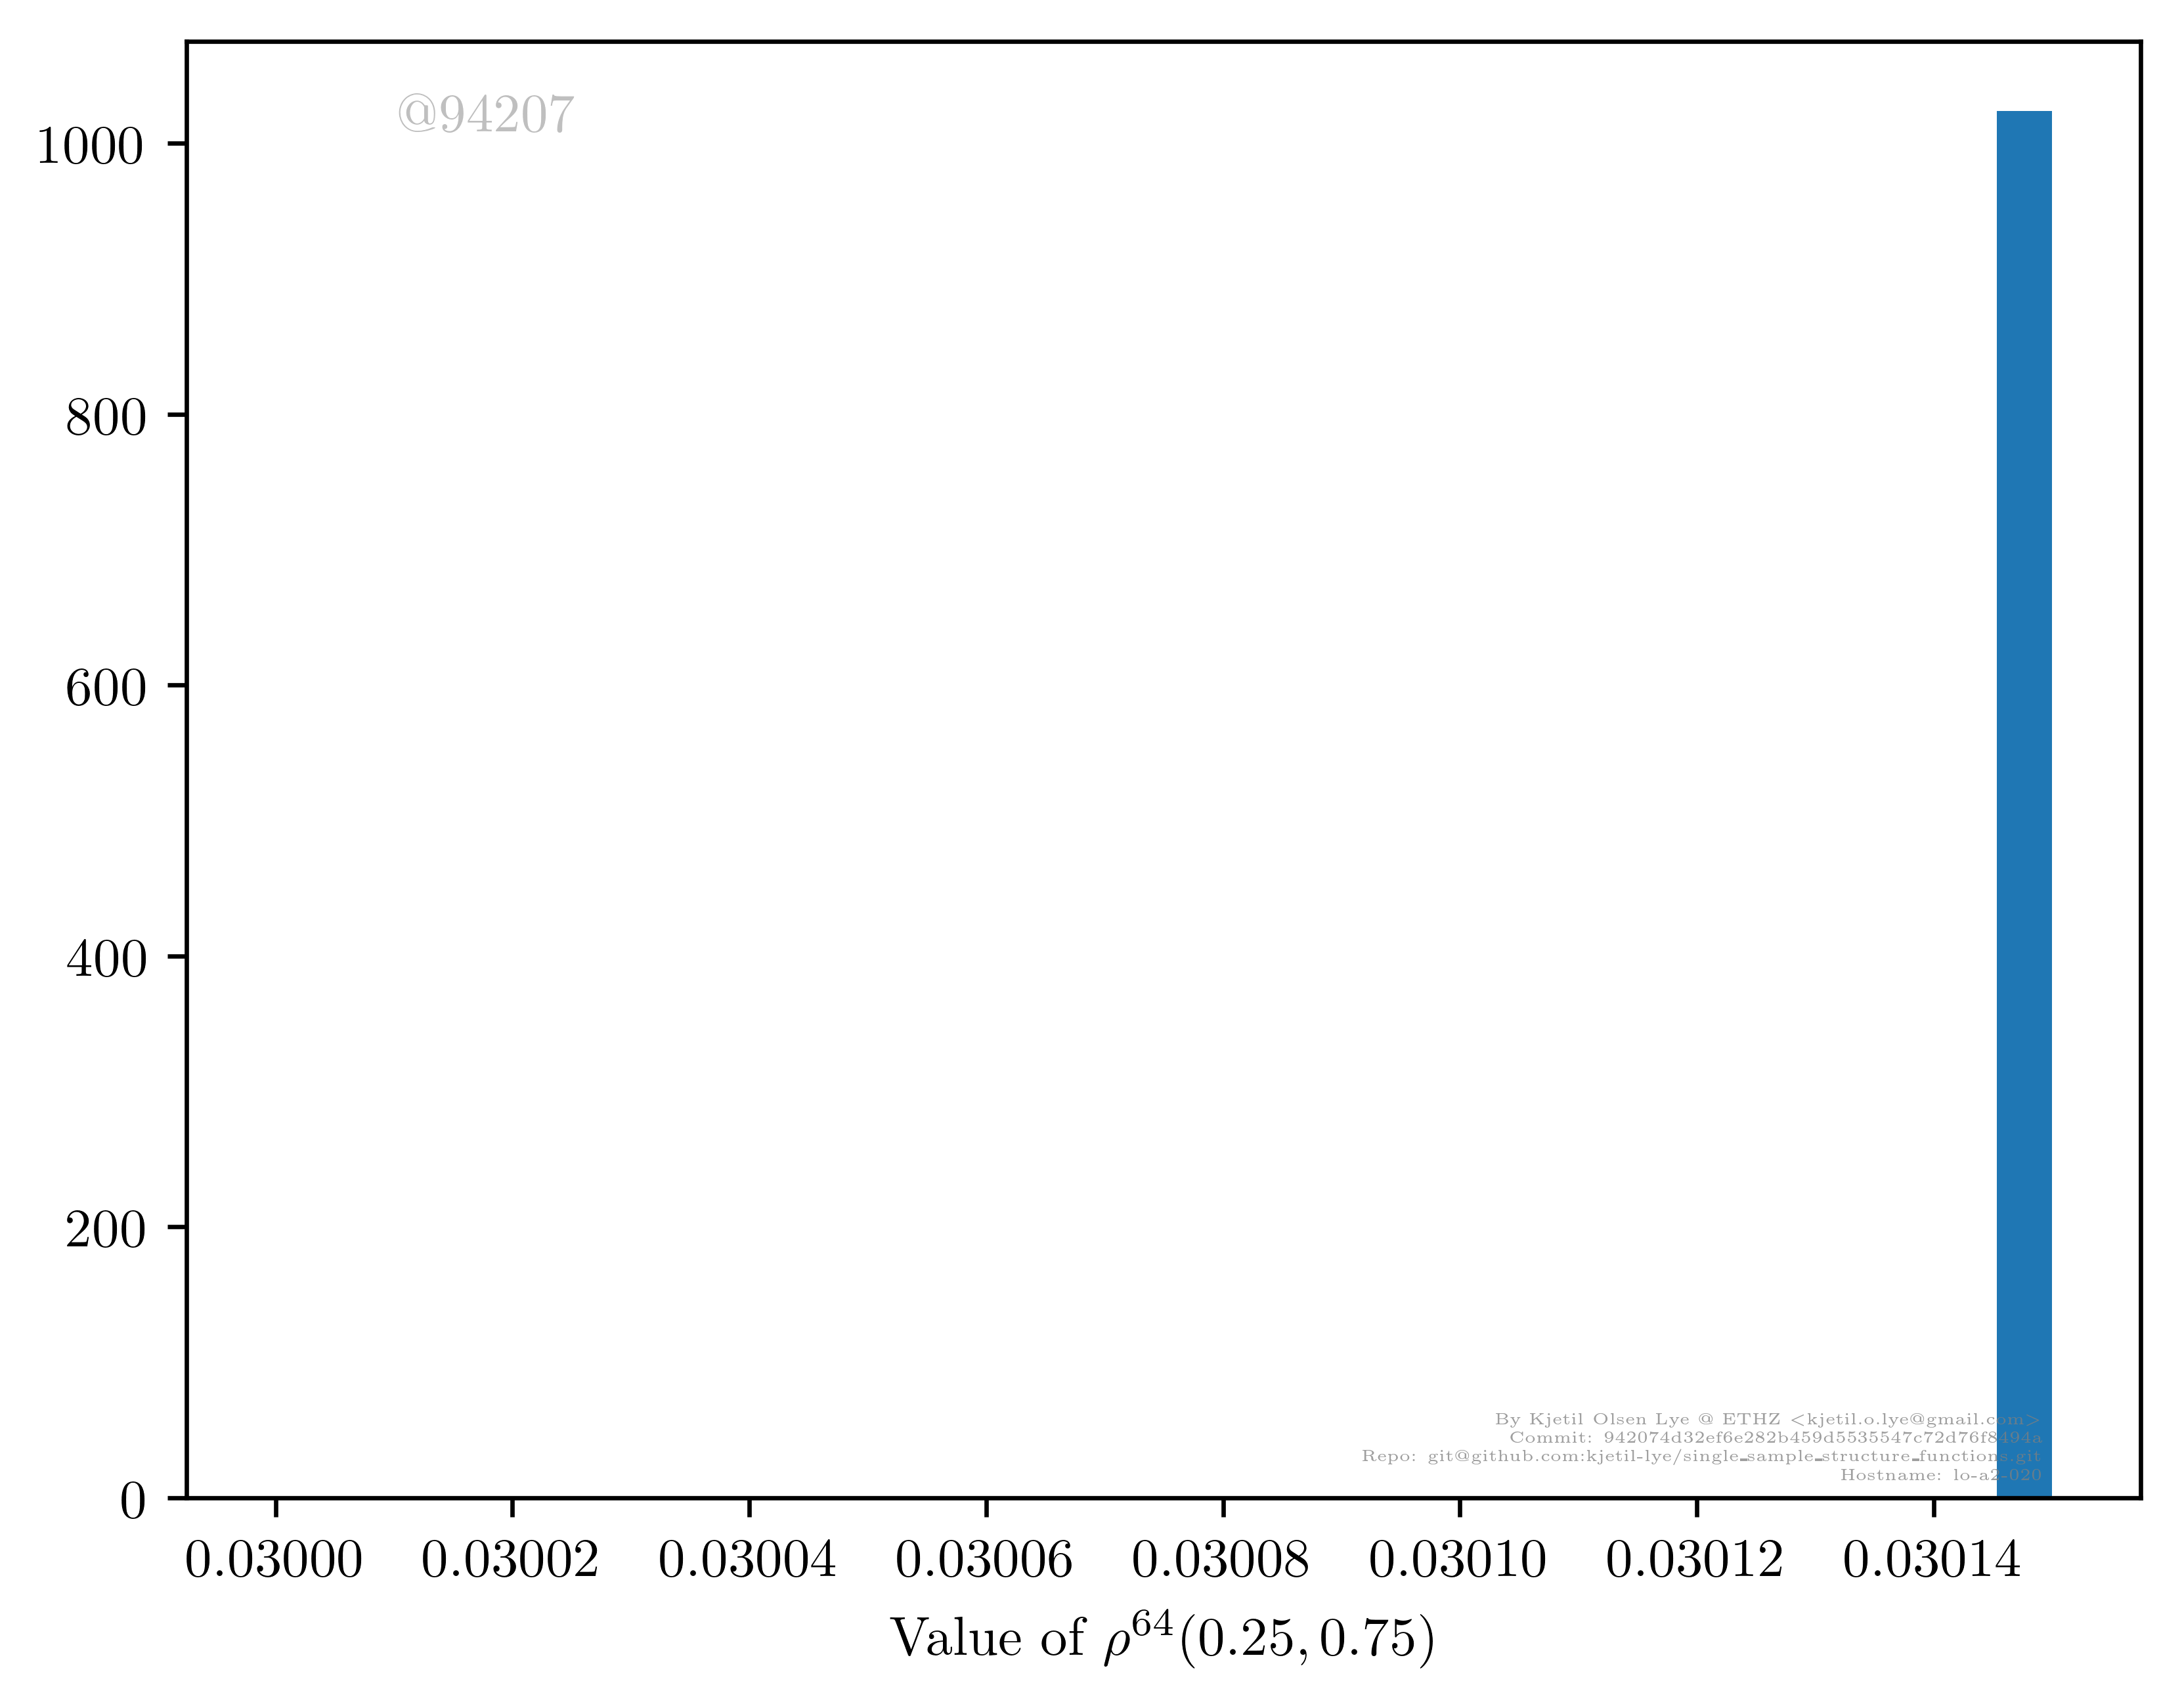 @94207
1000
800
600
400
200
0
By Kjetil Olsen Lye @ ETHZ <kjetil.o.lye@gmail.com>
Commit: 942074d32ef6e282b459d5535547c72d76f8494a
Repo: git@github.com:kjetil-lye/single_sample_structure_functions.git
Hostname: lo-a2-020
0.03000 0.03002 0.03004 0.03006 0.03008 0.03010 0.03012 0.03014
Value of ρ⁶⁴(0.25, 0.75)